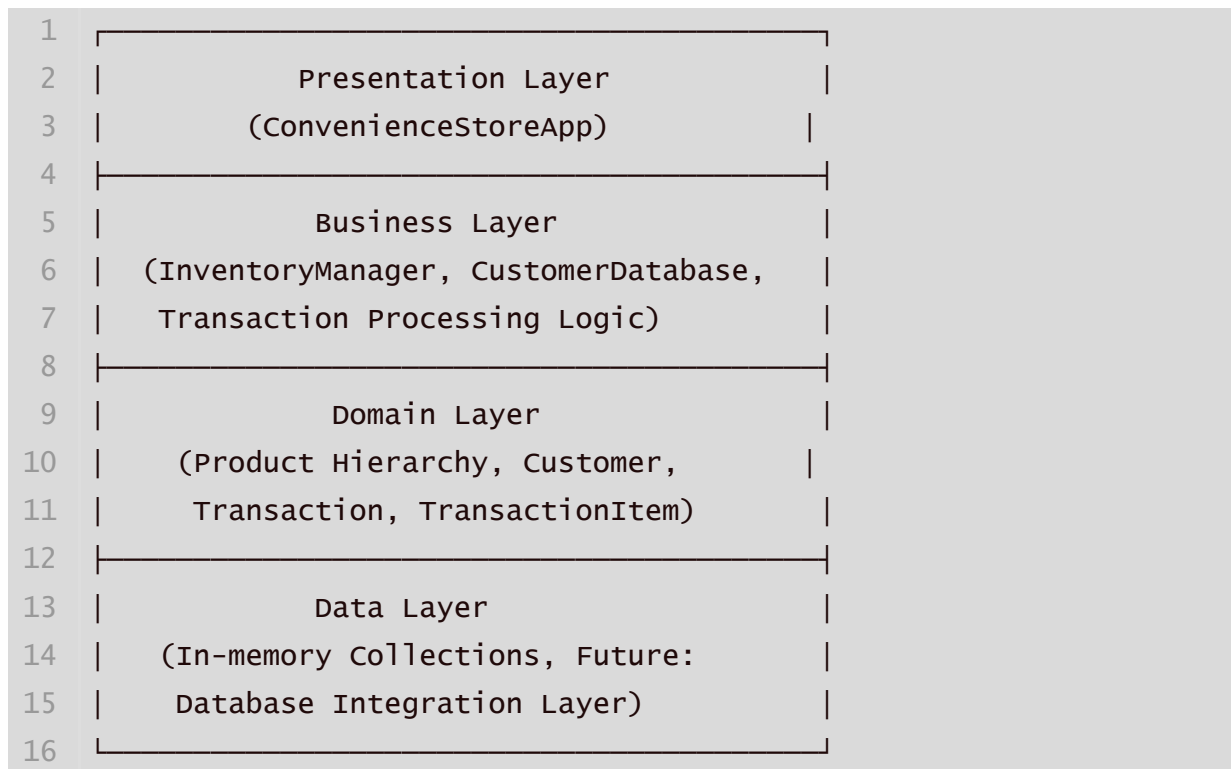 1 ┌─────────────────────────────────────────┐
2 │            Presentation Layer             │
3 │         (ConvenienceStoreApp)            │
4 ├─────────────────────────────────────────┤
5 │             Business Layer                │
6 │  (InventoryManager, CustomerDatabase,    │
7 │   Transaction Processing Logic)          │
8 ├─────────────────────────────────────────┤
9 │              Domain Layer                 │
10 │    (Product Hierarchy, Customer,        │
11 │     Transaction, TransactionItem)        │
12 ├─────────────────────────────────────────┤
13 │             Data Layer                    │
14 │   (In-memory Collections, Future:        │
15 │    Database Integration Layer)           │
16 └─────────────────────────────────────────┘